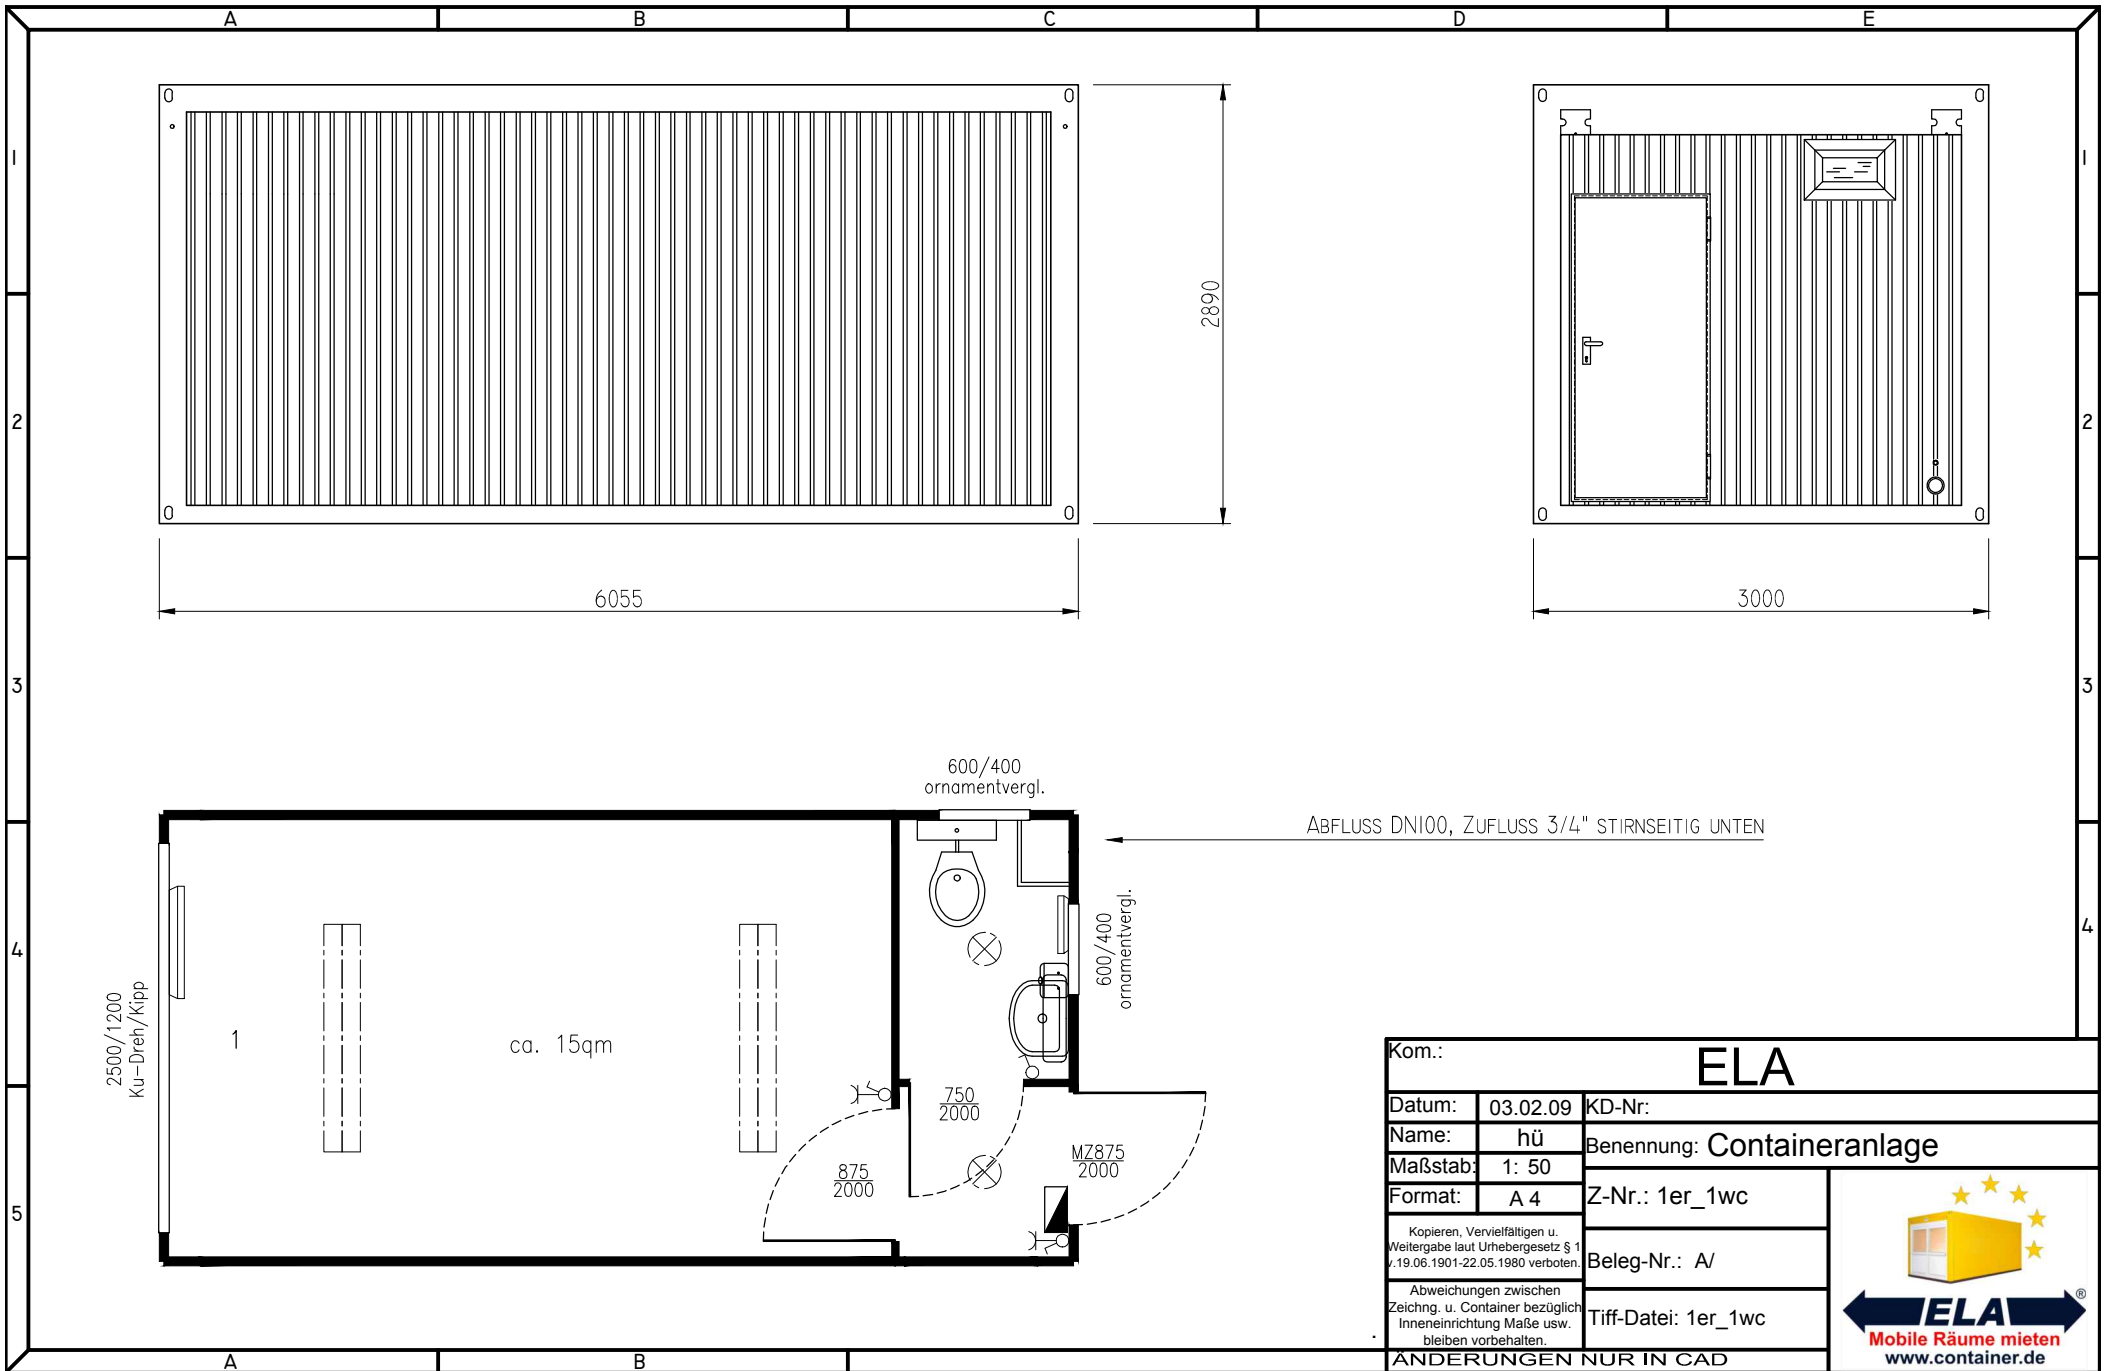 A B C D E
1 1
2890
2 2
6055
3000
3 3
600/400
ornamentvergl.
ABFLUSS DN100, ZUFLUSS 3/4" STIRNSEITIG UNTEN
4 4
600/400
ornamentvergl.
2500/1200
Ku-Dreh/Kipp
1
ca. 15qm
750
2000
875
2000
MZ875
2000
5
Kom.: ELA
Datum: 03.02.09 KD-Nr:
Name: hü Benennung: Containeranlage
Maßstab: 1: 50
Format: A 4 Z-Nr.: 1er_1wc
Kopieren, Vervielfältigen u.
Weitergabe laut Urhebergesetz § 1
v.19.06.1901-22.05.1980 verboten.
Beleg-Nr.: A/
Abweichungen zwischen
Zeichng. u. Container bezüglich
Inneneinrichtung Maße usw.
bleiben vorbehalten.
Tiff-Datei: 1er_1wc
ÄNDERUNGEN NUR IN CAD
ELA ®
Mobile Räume mieten
www.container.de
A B